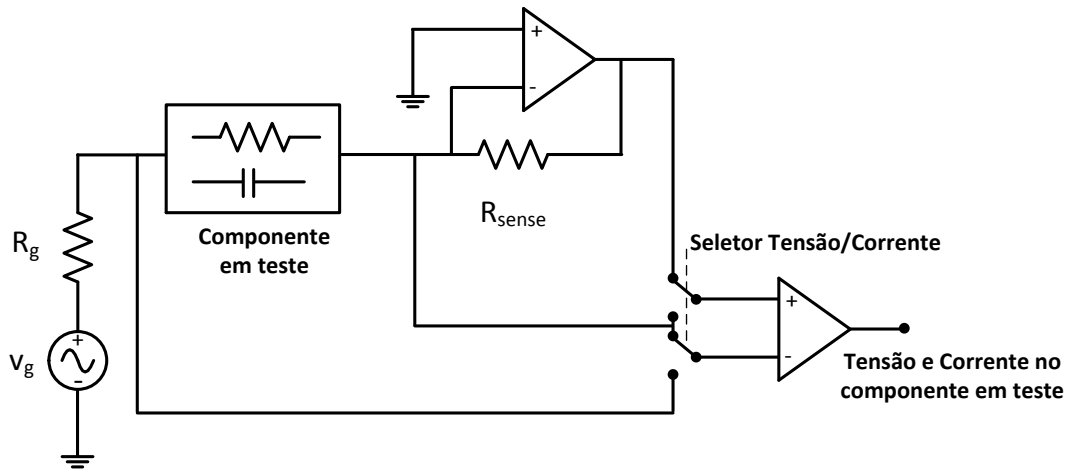 +
-
R_sense
Componente
em teste
R_g
+
-
v_g
Seletor Tensão/Corrente
+
-
Tensão e Corrente no
componente em teste